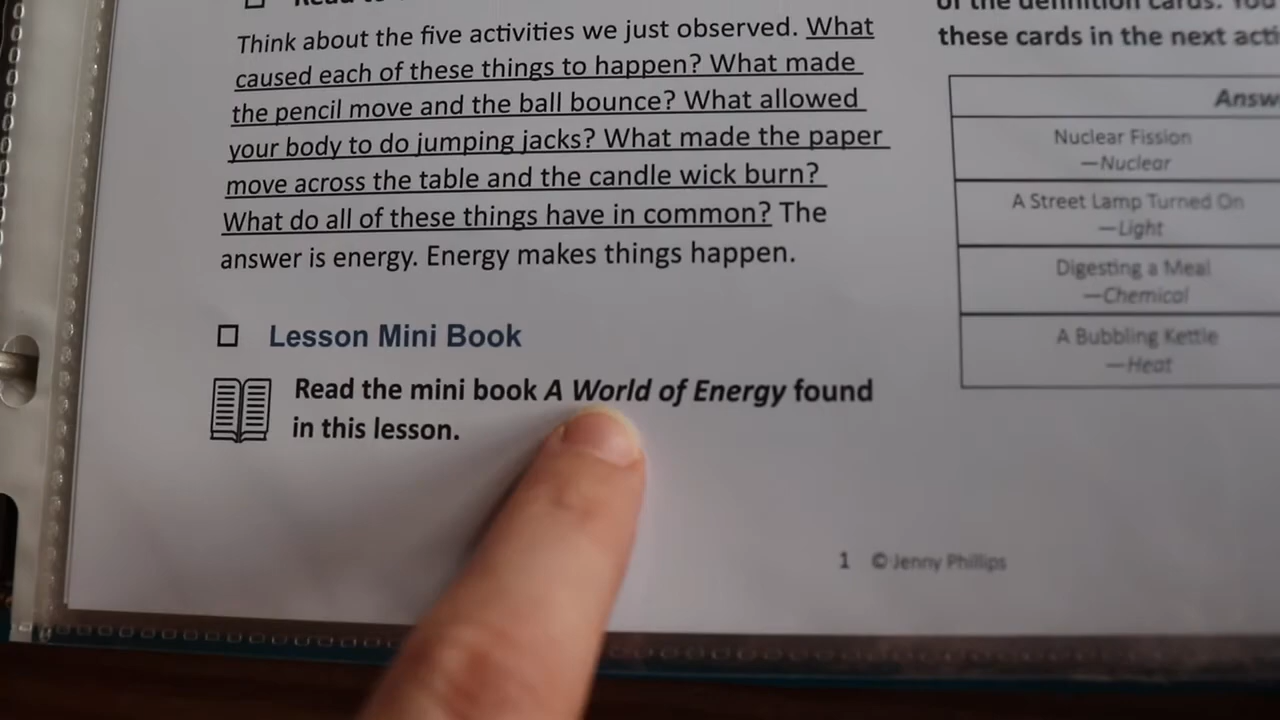 Think about the five activities we just observed. What
caused each of these things to happen? What made
the pencil move and the ball bounce? What allowed
your body to do jumping jacks? What made the paper
move across the table and the candle wick burn?
What do all of these things have in common? The
answer is energy. Energy makes things happen.
Lesson Mini Book
Read the mini book A World of Energy found
in this lesson.
1 © Jenny Phillips
of the definition cards. You
these cards in the next
Nuclear Fission
—Nuclear
A Street Lamp Turned On
—Light
Digesting a Meal
—Chemical
A Bubbling Kettle
—Heat